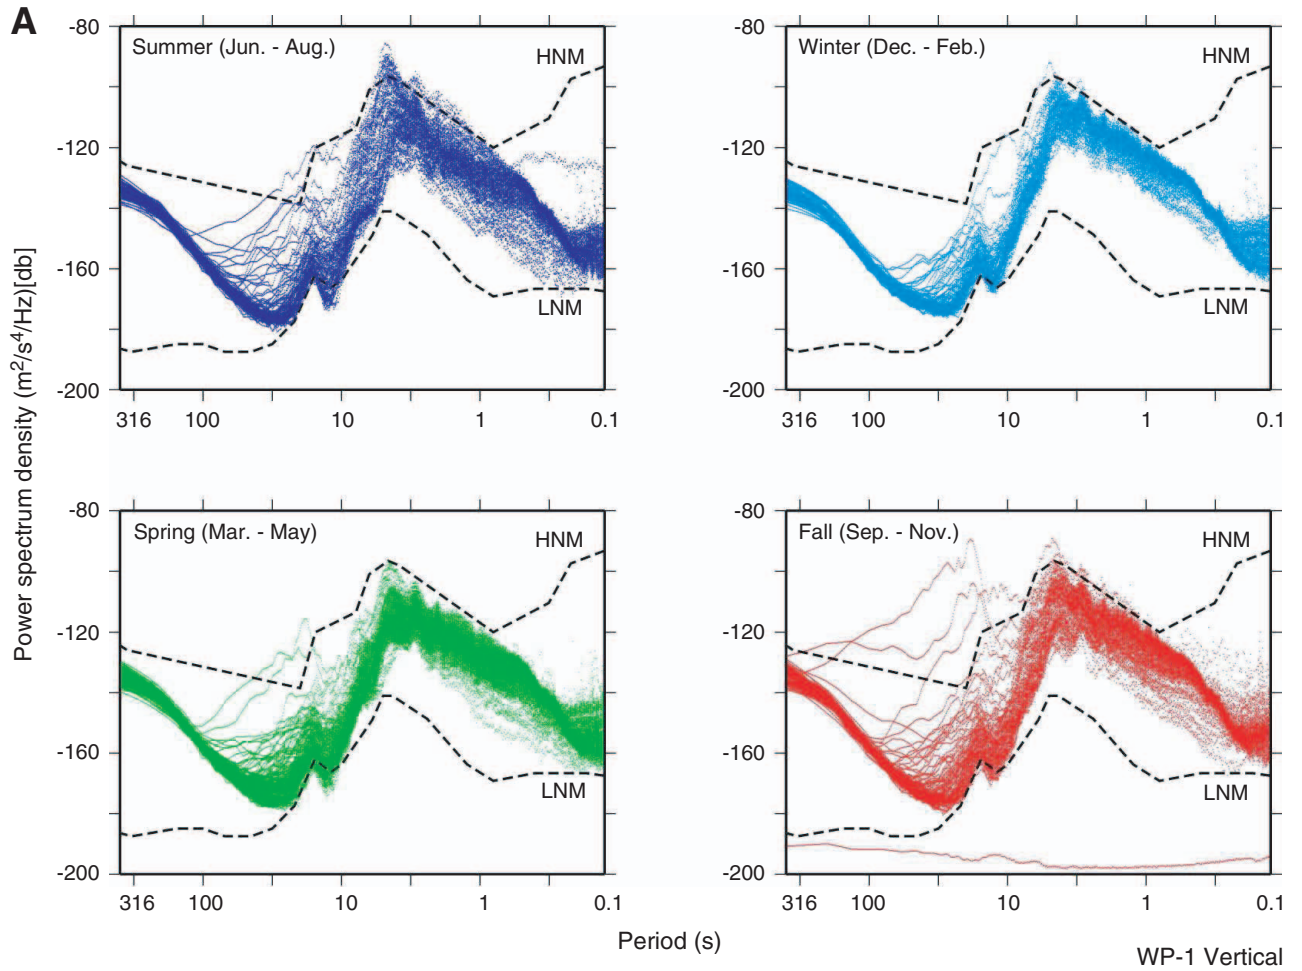 A
Power spectrum density (m²/s⁴/Hz)[db]
-80
-120
-160
-200
Summer (Jun. - Aug.)
HNM
LNM
316 100 10 1 0.1
-80
-120
-160
-200
Winter (Dec. - Feb.)
HNM
LNM
316 100 10 1 0.1
-80
-120
-160
-200
Spring (Mar. - May)
HNM
LNM
316 100 10 1 0.1
-80
-120
-160
-200
Fall (Sep. - Nov.)
HNM
LNM
316 100 10 1 0.1
Period (s)
WP-1 Vertical